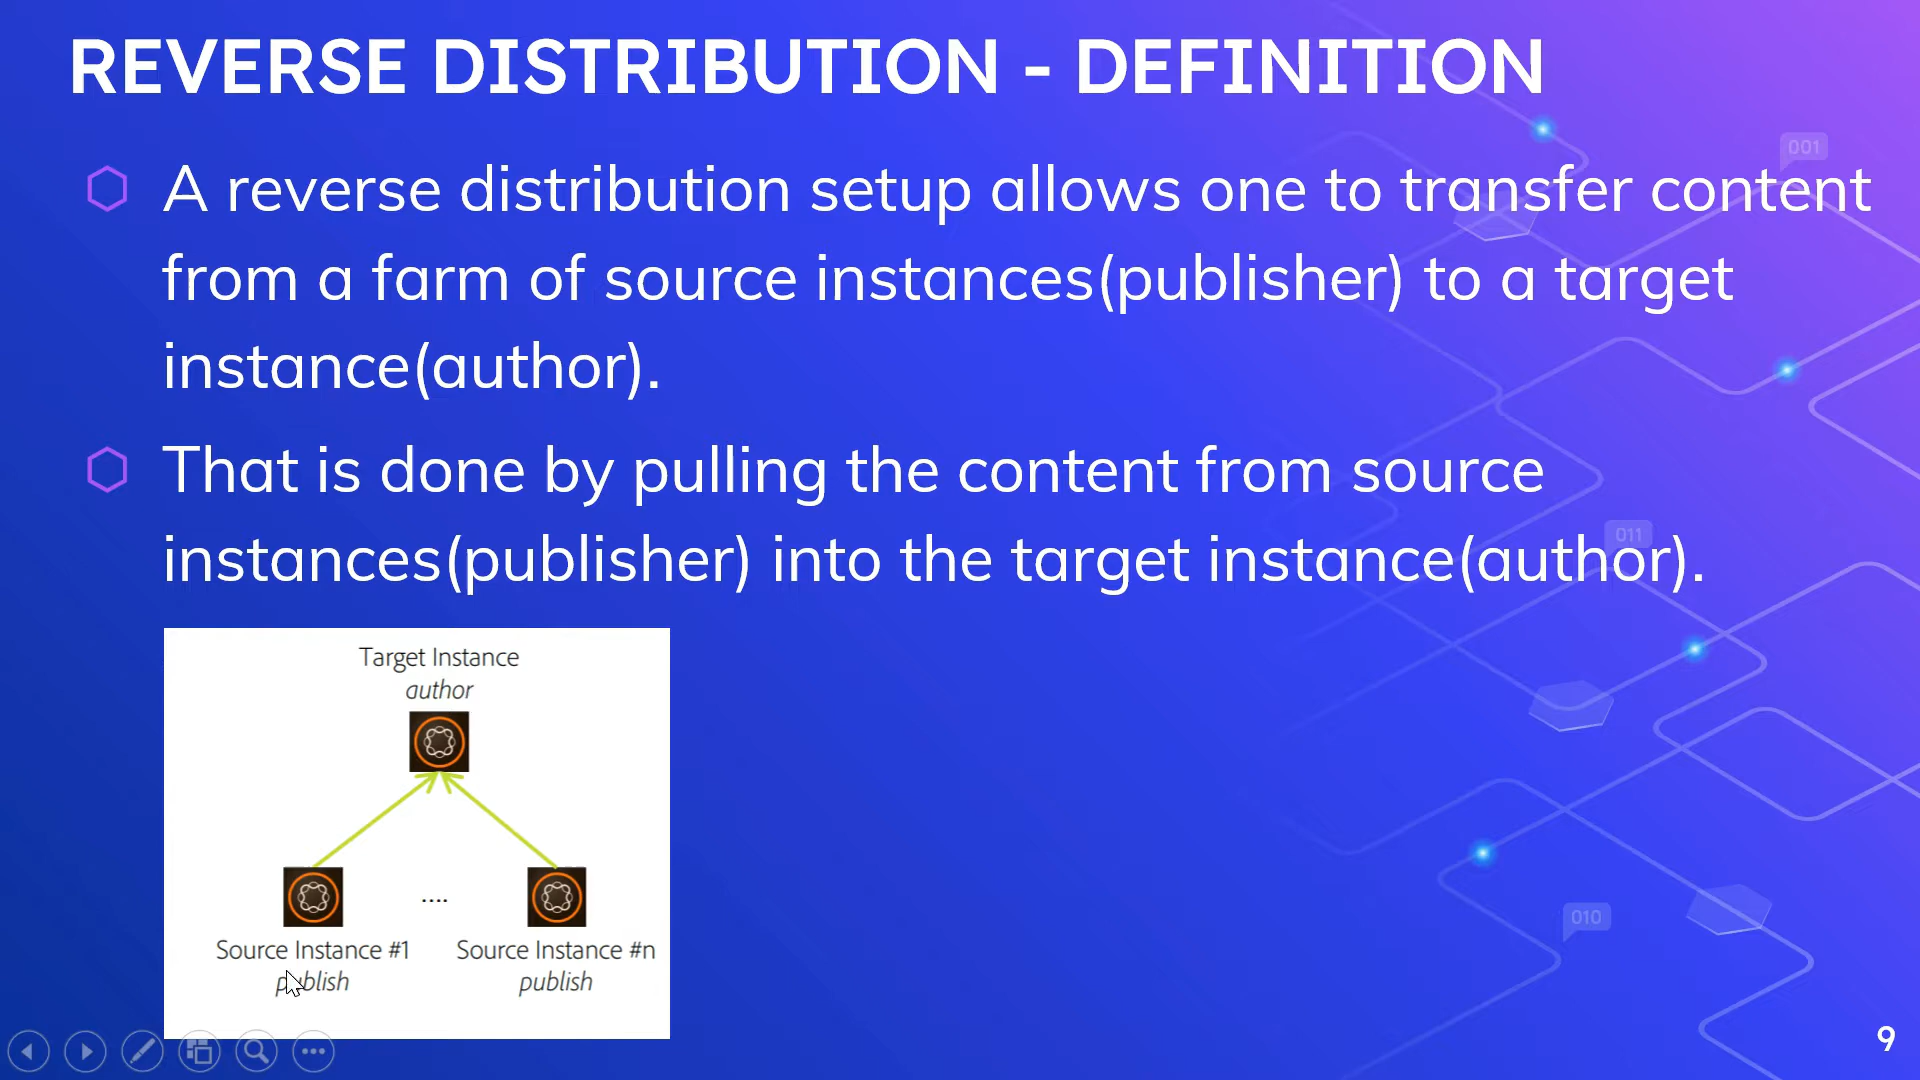 REVERSE DISTRIBUTION - DEFINITION
001
A reverse distribution setup allows one to transfer content
from a farm of source instances(publisher) to a target
instance(author).
That is done by pulling the content from source
011
instances(publisher) into the target instance(author).
Target Instance
author
....
Source Instance #1
publish
Source Instance #n
publish
010
9